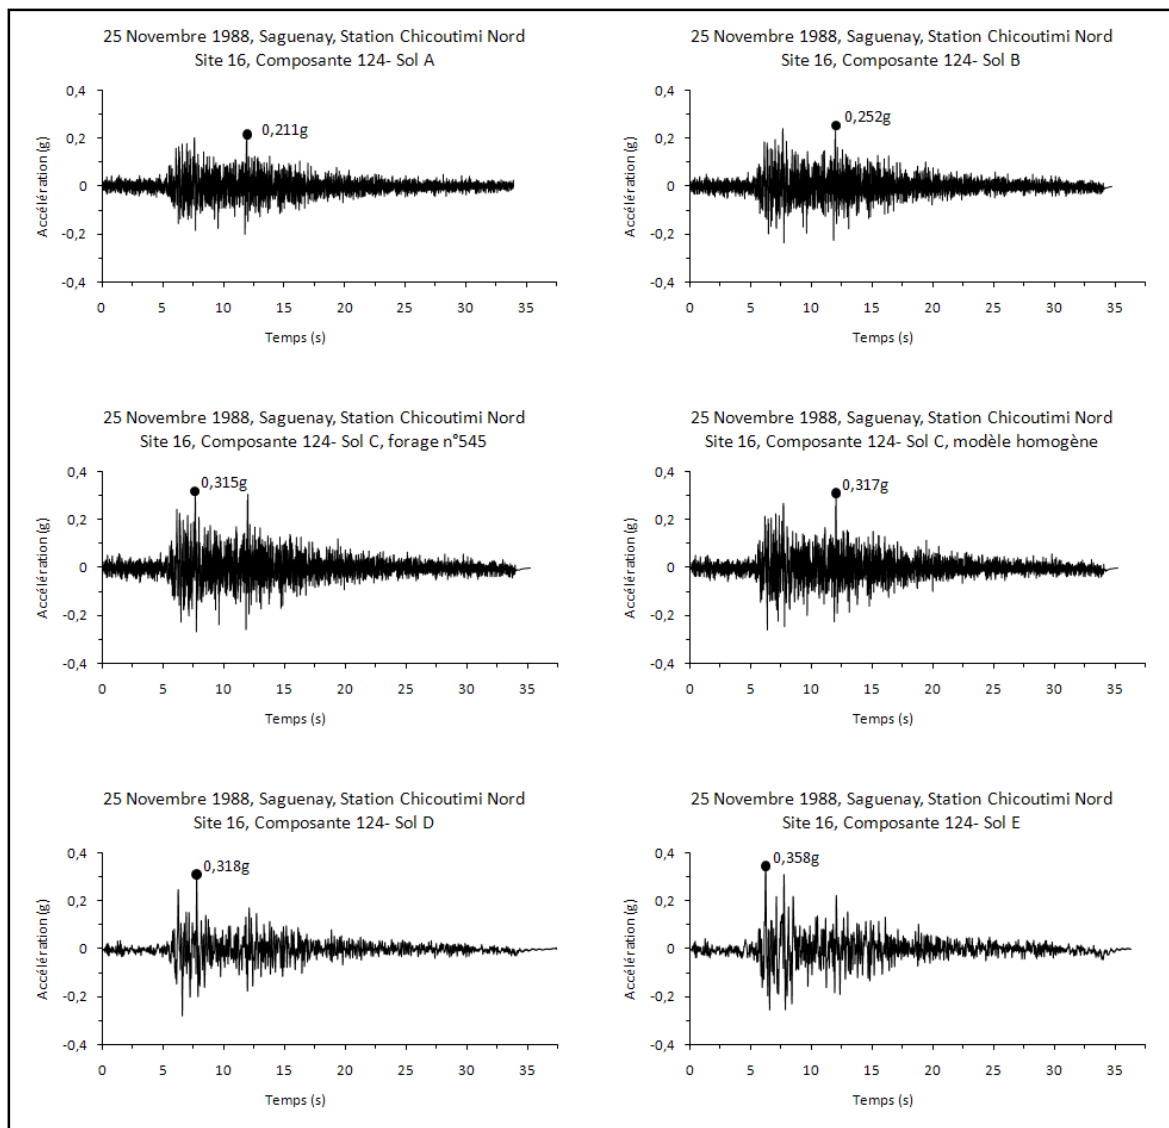 25 Novembre 1988, Saguenay, Station Chicoutimi Nord
Site 16, Composante 124- Sol A
0,4
0,2
0
-0,2
-0,4
Accélération (g)
0,211g
0 5 10 15 20 25 30 35
Temps (s)
25 Novembre 1988, Saguenay, Station Chicoutimi Nord
Site 16, Composante 124- Sol B
0,4
0,2
0
-0,2
-0,4
Accélération (g)
0,252g
0 5 10 15 20 25 30 35
Temps (s)
25 Novembre 1988, Saguenay, Station Chicoutimi Nord
Site 16, Composante 124- Sol C, forage n°545
0,4
0,2
0
-0,2
-0,4
Accélération (g)
0,315g
0 5 10 15 20 25 30 35
Temps (s)
25 Novembre 1988, Saguenay, Station Chicoutimi Nord
Site 16, Composante 124- Sol C, modèle homogène
0,4
0,2
0
-0,2
-0,4
Accélération (g)
0,317g
0 5 10 15 20 25 30 35
Temps (s)
25 Novembre 1988, Saguenay, Station Chicoutimi Nord
Site 16, Composante 124- Sol D
0,4
0,2
0
-0,2
-0,4
Accélération (g)
0,318g
0 5 10 15 20 25 30 35
Temps (s)
25 Novembre 1988, Saguenay, Station Chicoutimi Nord
Site 16, Composante 124- Sol E
0,4
0,2
0
-0,2
-0,4
Accélération (g)
0,358g
0 5 10 15 20 25 30 35
Temps (s)